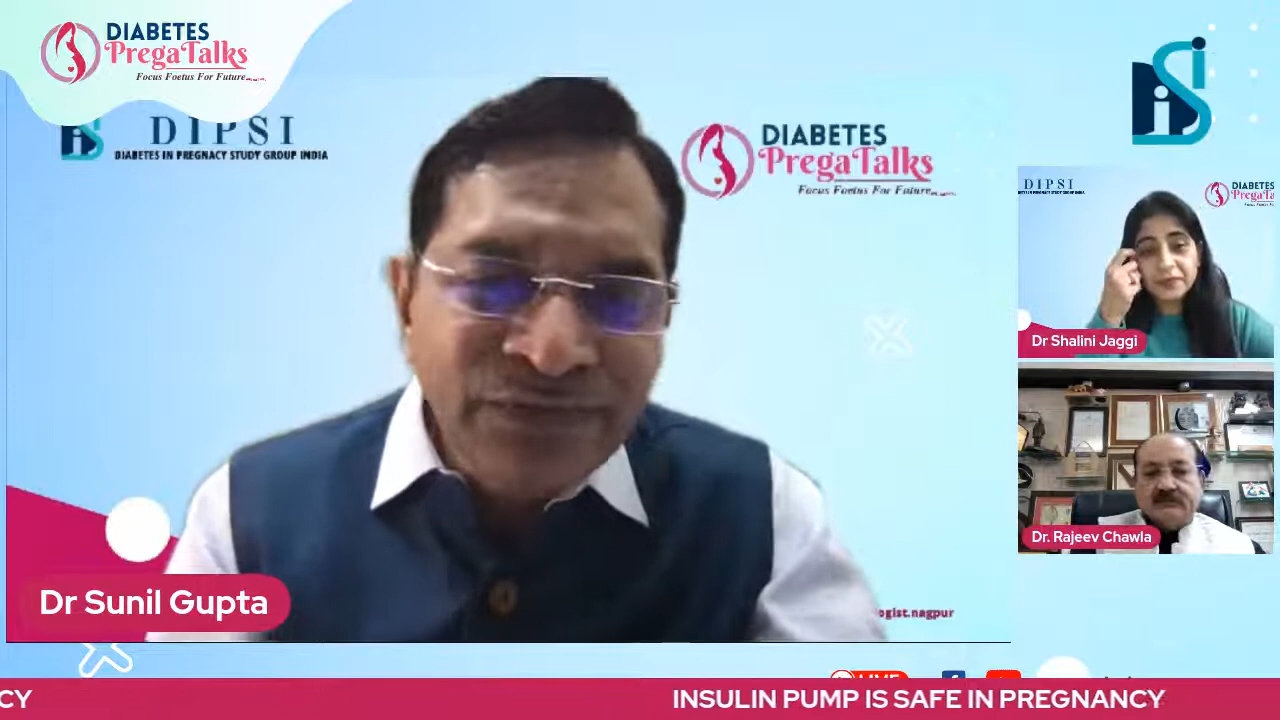 DIABETES
PregaTalks
Focus Foetus For Future
DIPSI
DIABETES IN PREGNANCY STUDY GROUP INDIA
DIABETES
PregaTalks
Focus Foetus For Future
DIPSI
DIABETES
Dr Shalini Jaggi
Dr. Rajeev Chawla
Dr Sunil Gupta
ogist.nagpur
LIVE
CY
INSULIN PUMP IS SAFE IN PREGNANCY